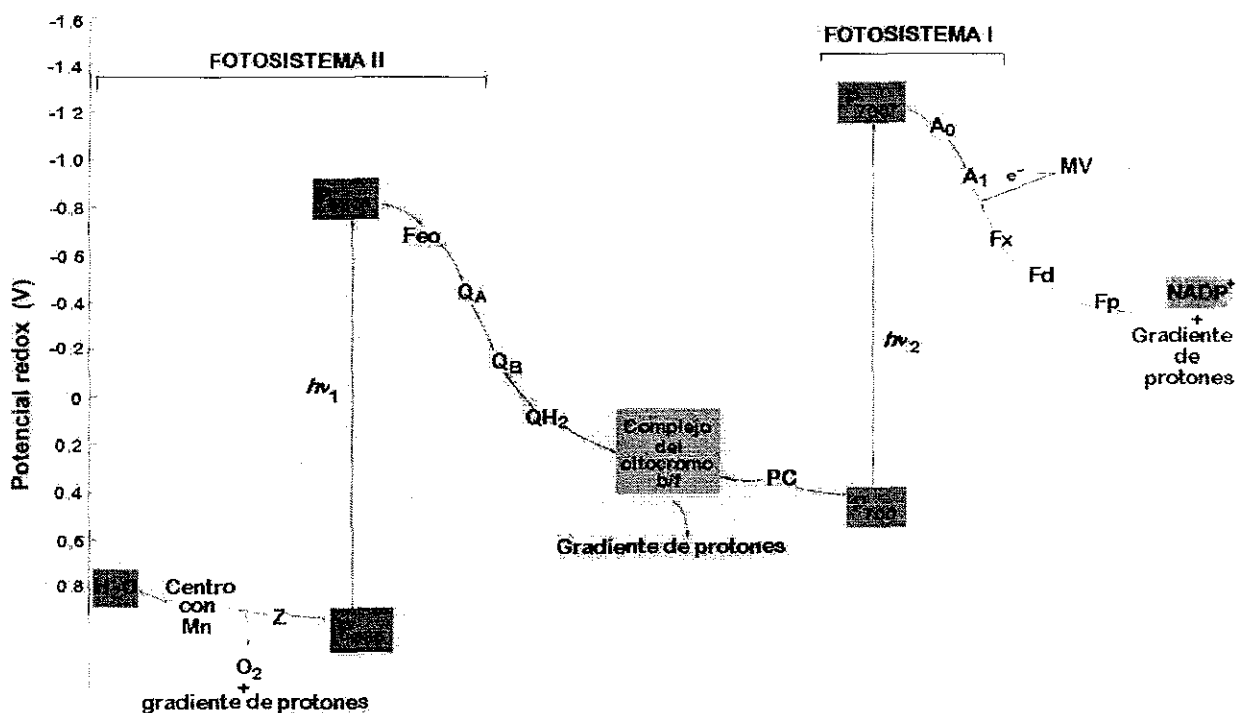 -1.6
-1.4
-1.2
-1.0
-0.8
-0.6
-0.4
-0.2
0
0.2
0.4
0.6
0.8
Potencial redox (V)
FOTOSISTEMA II
FOTOSISTEMA I
Feo
QA
QB
QH2
hν1
H2O
Centro
con
Mn
Z
O2
+
gradiente de protones
Complejo
del
citocromo
b/f
Gradiente de protones
PC
P700
hν2
A0
A1
e-
MV
Fx
Fd
Fp
NADP+
+
Gradiente
de
protones